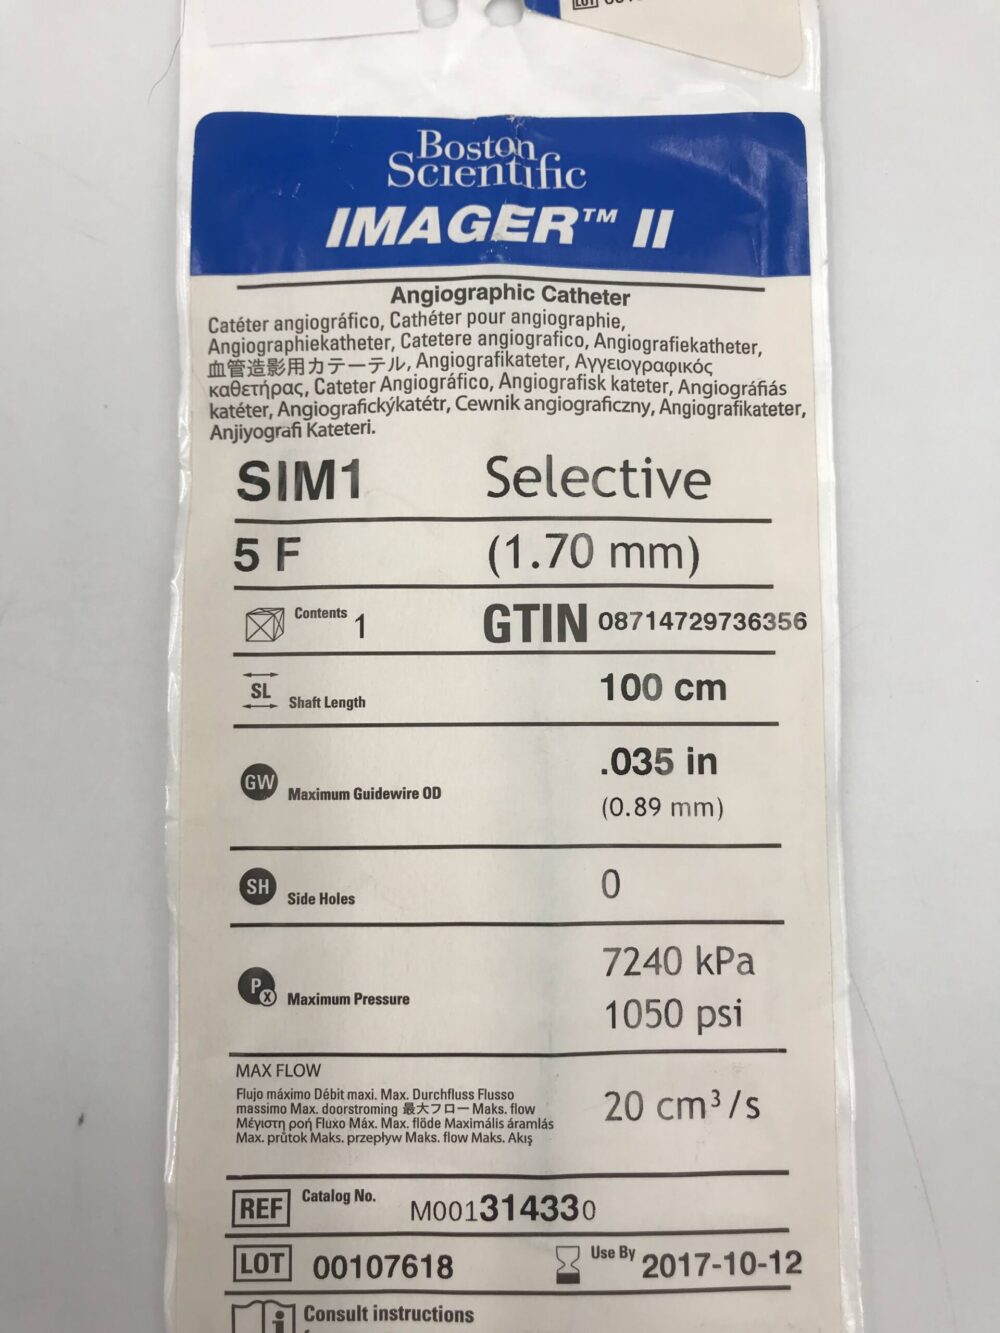 LOT
Boston
Scientific
IMAGER™ II
Angiographic Catheter
Catéter angiográfico, Cathéter pour angiographie,
Angiographiekatheter, Catetere angiografico, Angiografiekatheter,
血管造影用カテーテル, Angiografikateter, Αγγειογραφικός
καθετήρας, Cateter Angiográfico, Angiografisk kateter, Angiográfiás
katéter, Angiografickýkatétr, Cewnik angiograficzny, Angiografikateter,
Anjiyografi Kateteri.
SIM1 Selective
5 F (1.70 mm)
Contents 1 GTIN 08714729736356
SL Shaft Length 100 cm
GW Maximum Guidewire OD .035 in
(0.89 mm)
SH Side Holes 0
Px Maximum Pressure 7240 kPa
1050 psi
MAX FLOW
Flujo máximo Débit maxi. Max. Durchfluss Flusso
massimo Max. doorstroming 最大フロー Maks. flow
Μέγιστη ροή Fluxo Máx. Max. flöde Maximális áramlás
Max. průtok Maks. przepływ Maks. flow Maks. Akış
20 cm³/s
REF Catalog No. M001314330
LOT 00107618 Use By 2017-10-12
i Consult instructions